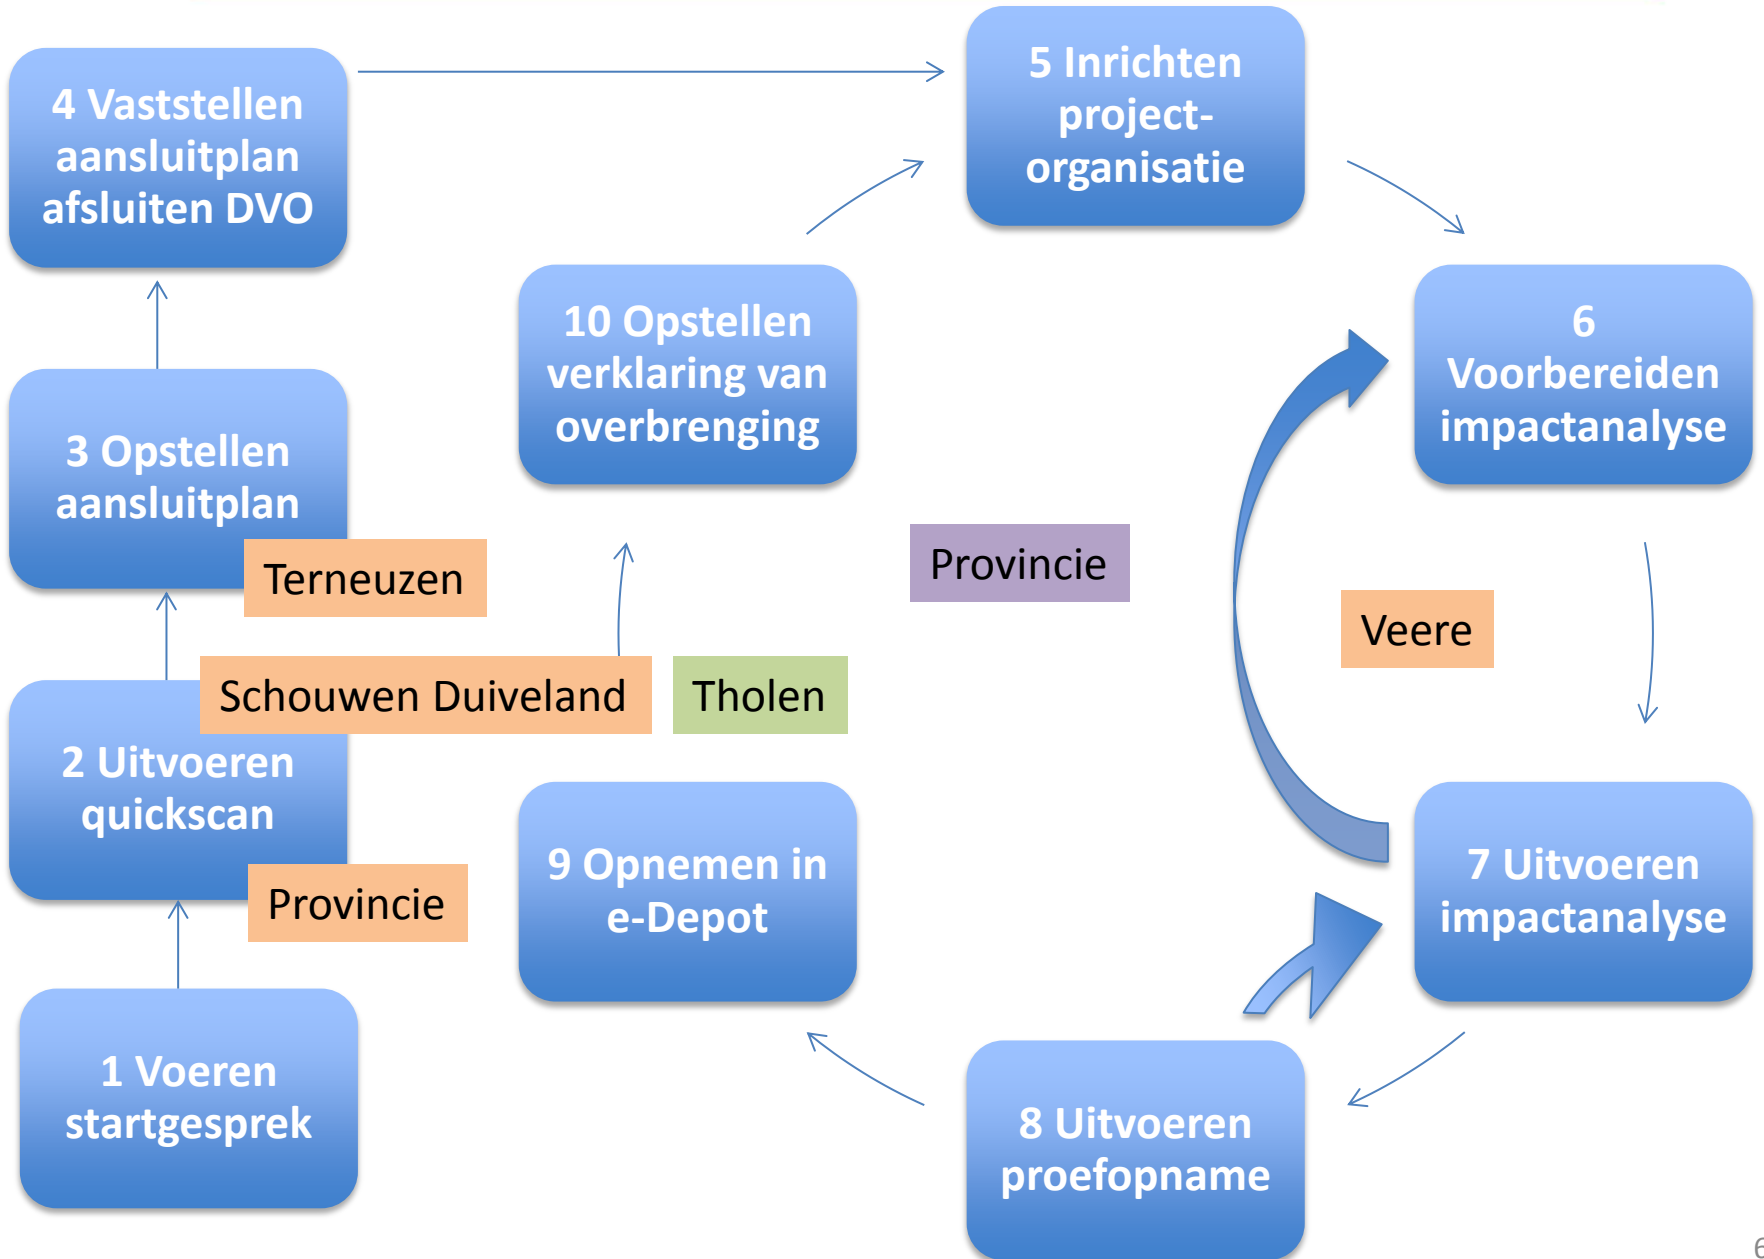 4 Vaststellen
aansluitplan
afsluiten DVO
5 Inrichten
project-
organisatie
10 Opstellen
verklaring van
overbrenging
6
Voorbereiden
impactanalyse
3 Opstellen
aansluitplan
Terneuzen
Provincie
Veere
Schouwen Duiveland
Tholen
2 Uitvoeren
quickscan
Provincie
9 Opnemen in
e-Depot
7 Uitvoeren
impactanalyse
1 Voeren
startgesprek
8 Uitvoeren
proefopname